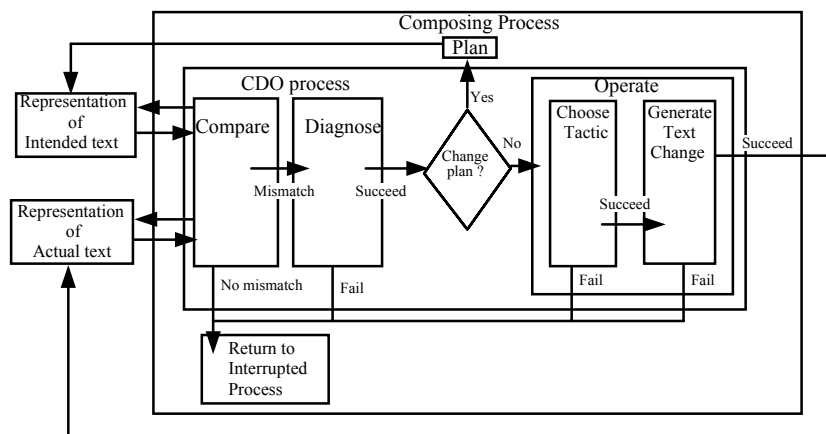 Composing Process
Plan
CDO process
Operate
Representation
of
Intended text
Compare
Diagnose
Yes
Choose
Tactic
Generate
Text
Change
Change
plan ?
No
Succeed
Mismatch
Succeed
Succeed
Representation
of
Actual text
No mismatch
Fail
Fail
Fail
Return to
Interrupted
Process